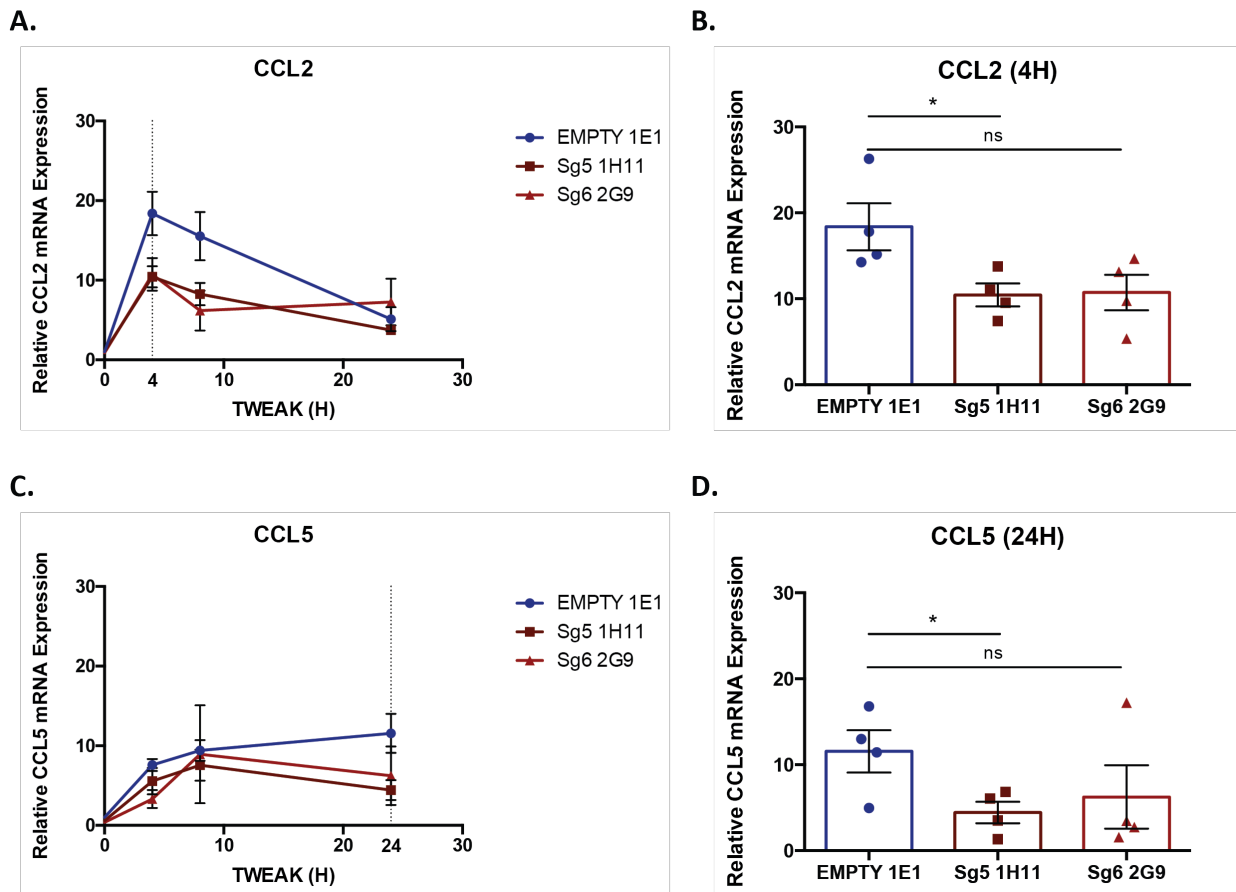 A.
CCL2
Relative CCL2 mRNA Expression
30
20
10
0
0 4 10 20 30
TWEAK (H)
EMPTY 1E1
Sg5 1H11
Sg6 2G9
B.
CCL2 (4H)
Relative CCL2 mRNA Expression
*
ns
30
20
10
0
EMPTY 1E1 Sg5 1H11 Sg6 2G9
C.
CCL5
Relative CCL5 mRNA Expression
30
20
10
0
0 10 20 24 30
TWEAK (H)
EMPTY 1E1
Sg5 1H11
Sg6 2G9
D.
CCL5 (24H)
Relative CCL5 mRNA Expression
*
ns
30
20
10
0
EMPTY 1E1 Sg5 1H11 Sg6 2G9